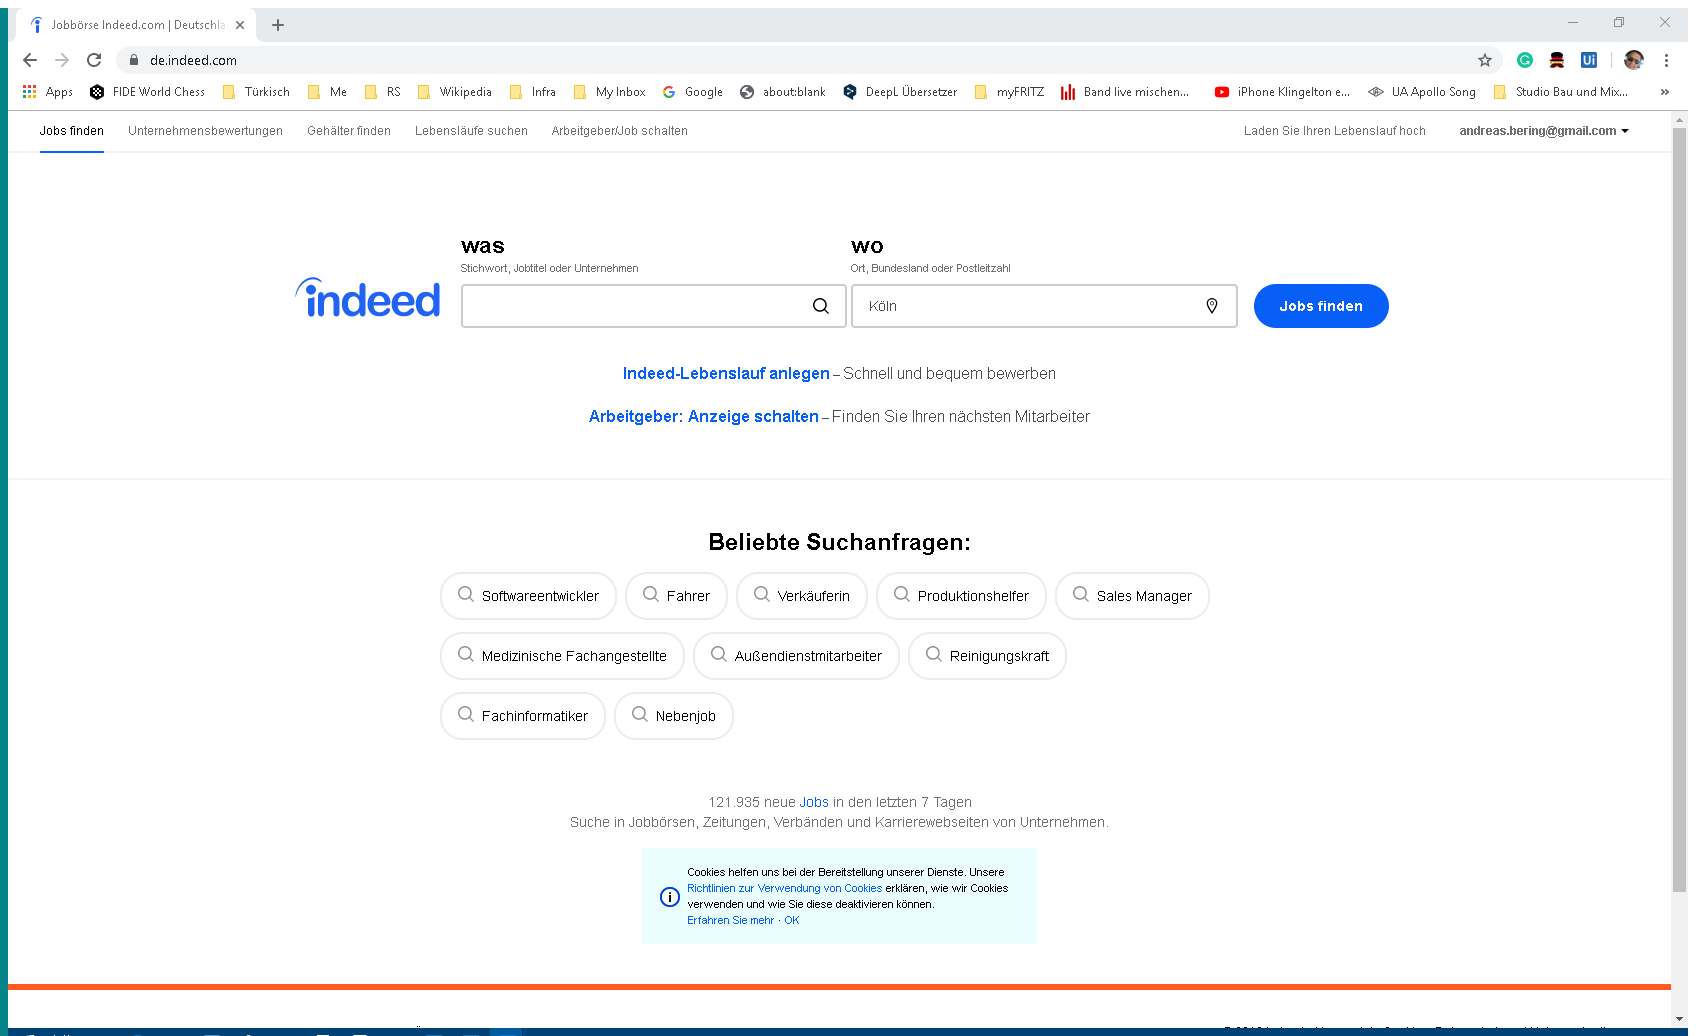 Jobbörse Indeed.com | Deutschla
de.indeed.com
Apps FIDE World Chess Türkisch Me RS Wikipedia Infra My Inbox Google about:blank DeepL Übersetzer myFRITZ Band live mischen... iPhone Klingelton e... UA Apollo Song Studio Bau und Mix... »
Jobs finden Unternehmensbewertungen Gehälter finden Lebensläufe suchen Arbeitgeber/Job schalten Laden Sie Ihren Lebenslauf hoch andreas.bering@gmail.com
was wo
Stichwort, Jobtitel oder Unternehmen Ort, Bundesland oder Postleitzahl
indeed Köln Jobs finden
Indeed-Lebenslauf anlegen – Schnell und bequem bewerben
Arbeitgeber: Anzeige schalten – Finden Sie Ihren nächsten Mitarbeiter
Beliebte Suchanfragen:
Softwareentwickler Fahrer Verkäuferin Produktionshelfer Sales Manager
Medizinische Fachangestellte Außendienstmitarbeiter Reinigungskraft
Fachinformatiker Nebenjob
121.935 neue Jobs in den letzten 7 Tagen
Suche in Jobbörsen, Zeitungen, Verbänden und Karrierewebseiten von Unternehmen.
Cookies helfen uns bei der Bereitstellung unserer Dienste. Unsere
Richtlinien zur Verwendung von Cookies erklären, wie wir Cookies
verwenden und wie Sie diese deaktivieren können.
Erfahren Sie mehr · OK